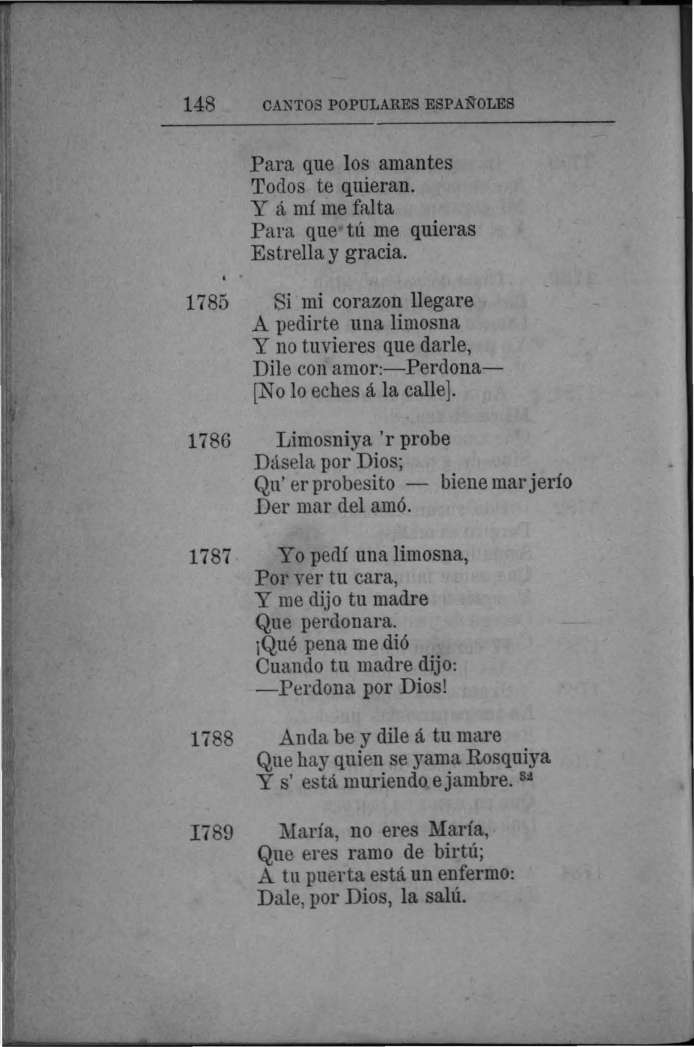 148 CANTOS POPULARES ESPAÑOLES
Para que los amantes
Todos te quieran.
Y á mí me falta
Para que tú me quieras
Estrella y gracia.
1785 Si mi corazon llegare
A pedirte una limosna
Y no tuvieres que darle,
Dile con amor:—Perdona—
[No lo eches á la calle].
1786 Limosniya 'r probe
Dásela por Dios;
Qu' er probesito — biene mar jerío
Der mar del amó.
1787 Yo pedí una limosna,
Por ver tu cara,
Y me dijo tu madre
Que perdonara.
¡Qué pena me dió
Cuando tu madre dijo:
—Perdona por Dios!
1788 Anda be y dile á tu mare
Que hay quien se yama Rosquiya
Y s' está muriendo e jambre. 82
1789 María, no eres María,
Que eres ramo de birtú;
A tu puerta está un enfermo:
Dale, por Dios, la salú.